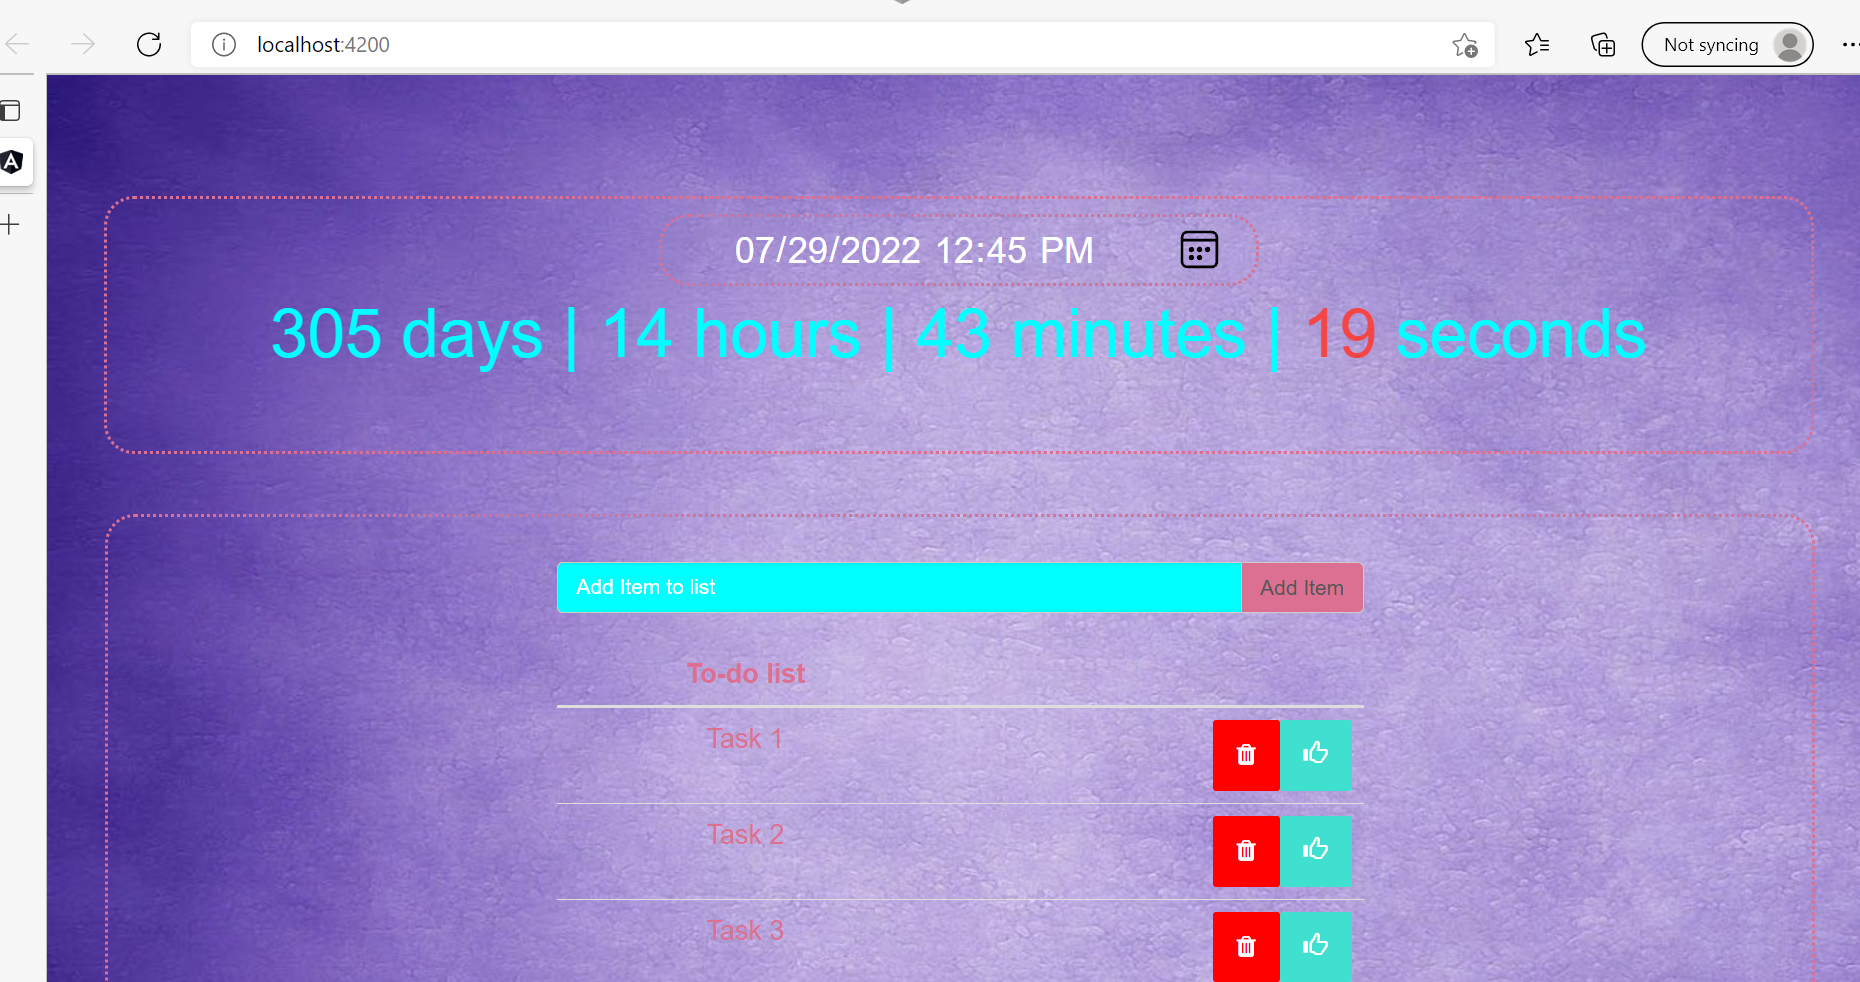 localhost:4200
Not syncing
07/29/2022 12:45 PM
305 days | 14 hours | 43 minutes | 19 seconds
Add Item to list
Add Item
To-do list
Task 1
Task 2
Task 3